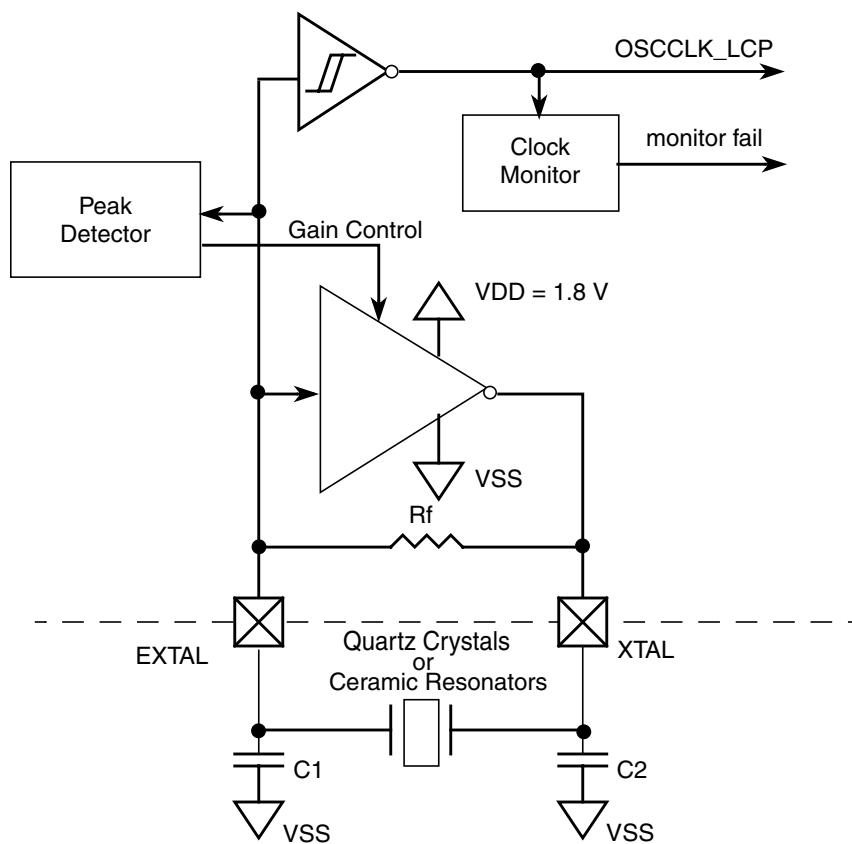 OSCCLK_LCP
Clock
Monitor
monitor fail
Peak
Detector
Gain Control
VDD = 1.8 V
VSS
Rf
EXTAL
Quartz Crystals
or
Ceramic Resonators
XTAL
C1
C2
VSS
VSS